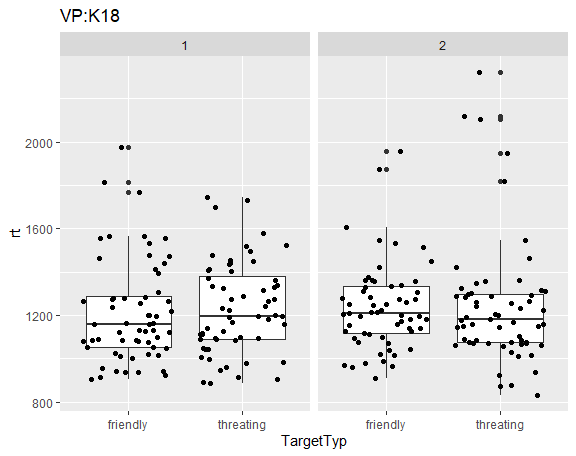 VP:K18
1
2
rt
2000
1600
1200
800
friendly
threating
friendly
threating
TargetTyp